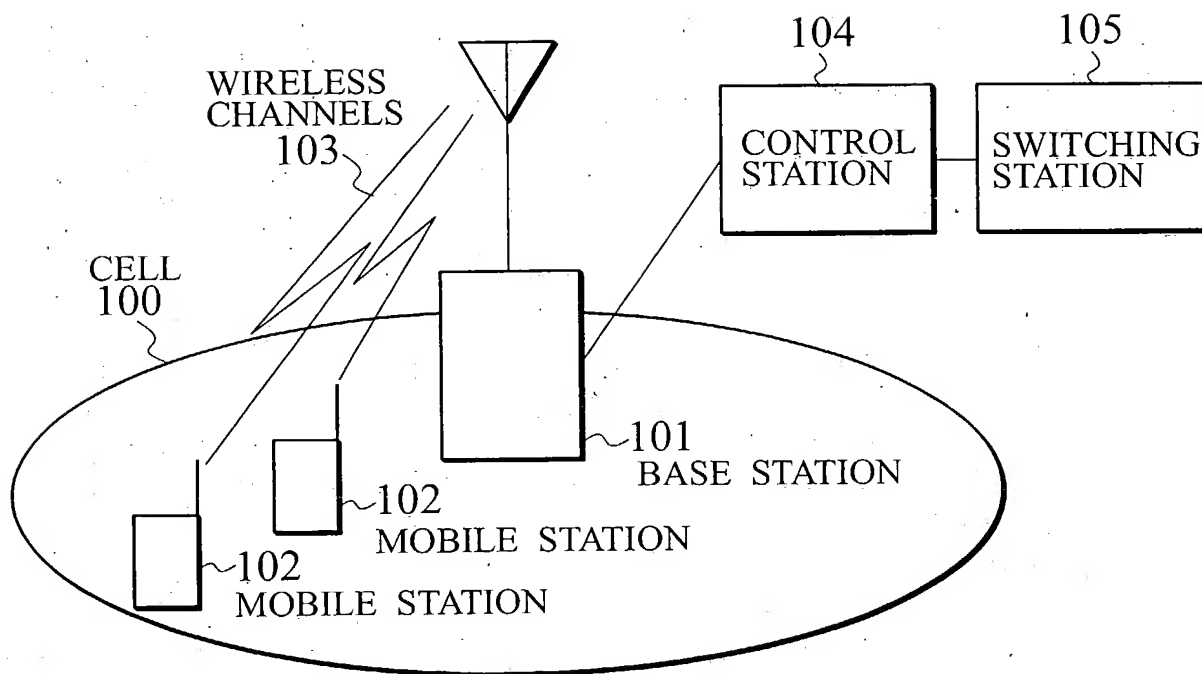 WIRELESS
CHANNELS
103
104
105
CONTROL
STATION
SWITCHING
STATION
CELL
100
101
BASE STATION
102
MOBILE STATION
102
MOBILE STATION